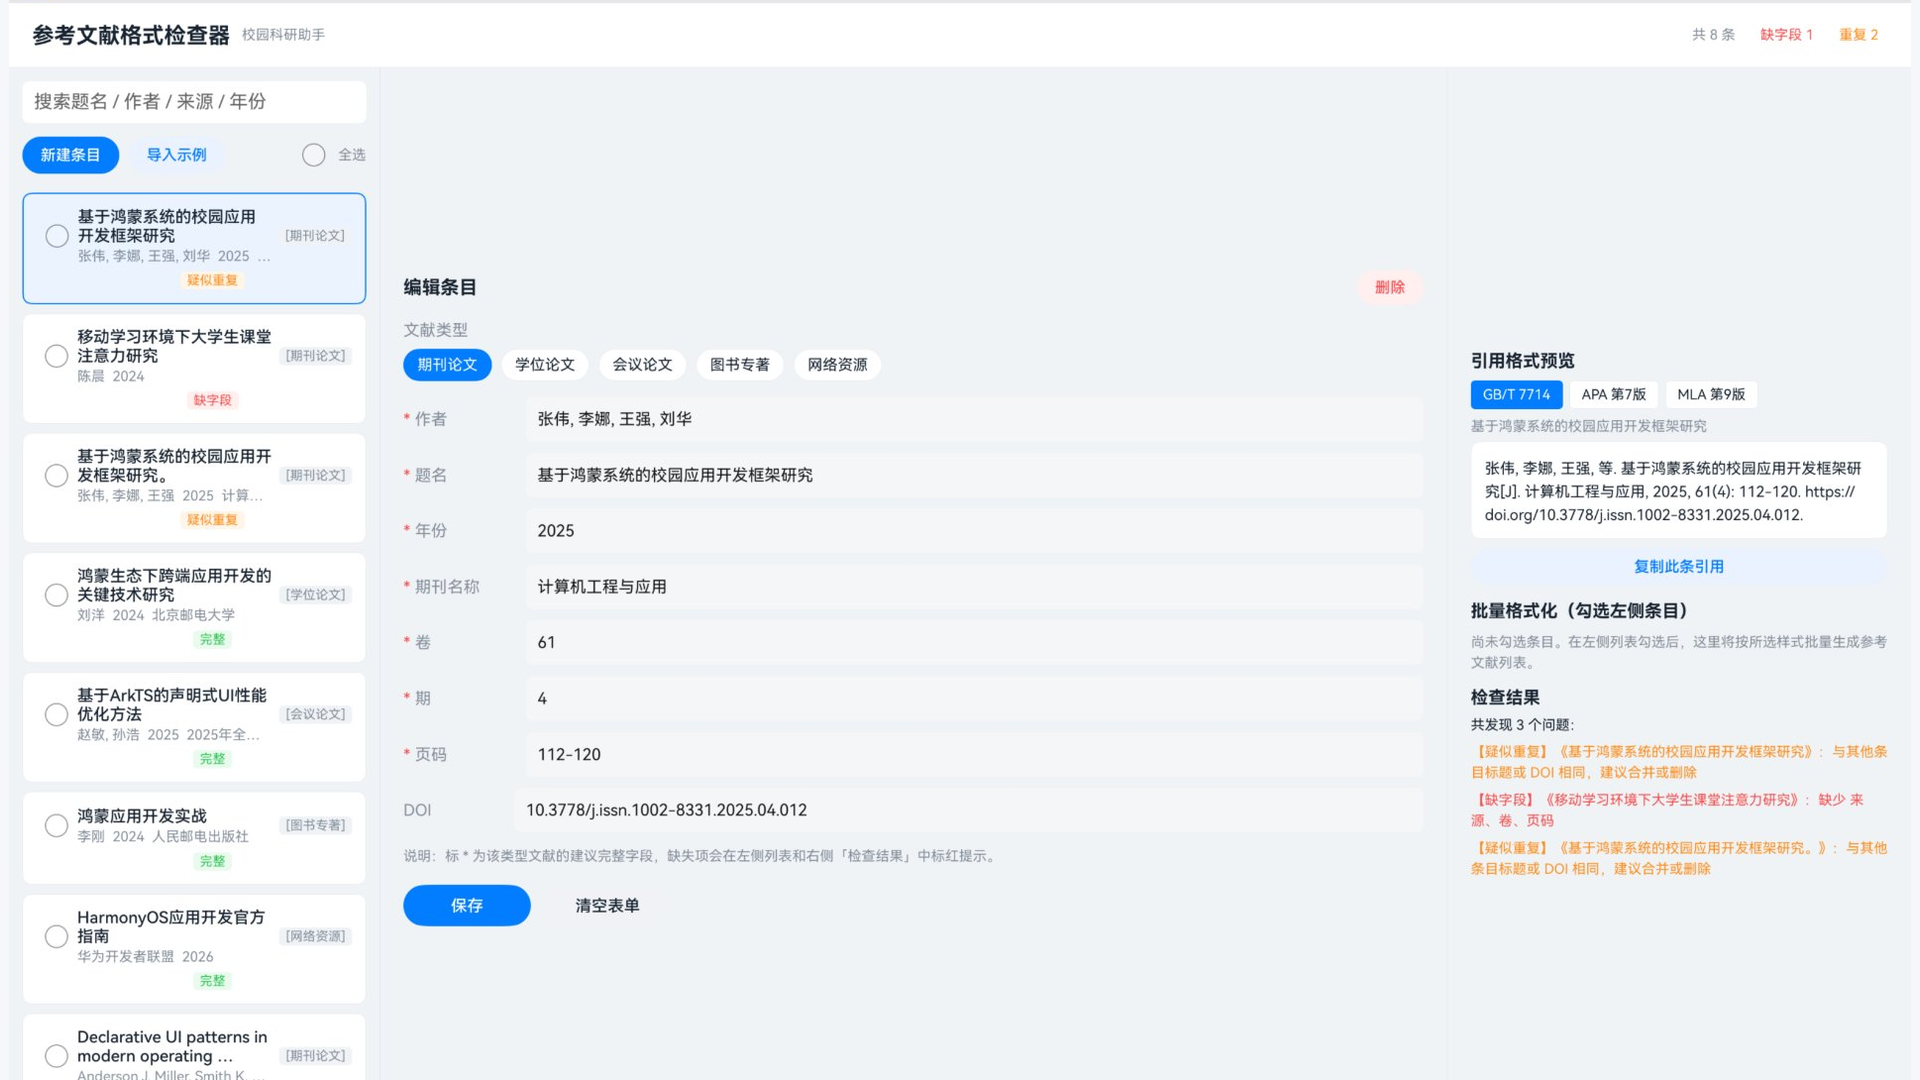 参考文献格式检查器 校园科研助手
共 8 条 缺字段 1 重复 2
搜索题名 / 作者 / 来源 / 年份
新建条目 导入示例 全选
基于鸿蒙系统的校园应用
开发框架研究
[期刊论文]
张伟, 李娜, 王强, 刘华 2025 …
疑似重复
移动学习环境下大学生课堂
注意力研究
[期刊论文]
陈晨 2024
缺字段
基于鸿蒙系统的校园应用开
发框架研究。
[期刊论文]
张伟, 李娜, 王强 2025 计算…
疑似重复
鸿蒙生态下跨端应用开发的
关键技术研究
[学位论文]
刘洋 2024 北京邮电大学
完整
基于ArkTS的声明式UI性能
优化方法
[会议论文]
赵敏, 孙浩 2025 2025年全…
完整
鸿蒙应用开发实战
[图书专著]
李刚 2024 人民邮电出版社
完整
HarmonyOS应用开发官方
指南
[网络资源]
华为开发者联盟 2026
完整
Declarative UI patterns in
modern operating …
[期刊论文]
Anderson J. Miller, Smith K. …
编辑条目 删除
文献类型
期刊论文 学位论文 会议论文 图书专著 网络资源
* 作者 张伟, 李娜, 王强, 刘华
* 题名 基于鸿蒙系统的校园应用开发框架研究
* 年份 2025
* 期刊名称 计算机工程与应用
* 卷 61
* 期 4
* 页码 112-120
DOI 10.3778/j.issn.1002-8331.2025.04.012
说明：标 * 为该类型文献的建议完整字段，缺失项会在左侧列表和右侧「检查结果」中标红提示。
保存 清空表单
引用格式预览
GB/T 7714 APA 第7版 MLA 第9版
基于鸿蒙系统的校园应用开发框架研究
张伟, 李娜, 王强, 等. 基于鸿蒙系统的校园应用开发框架研
究[J]. 计算机工程与应用, 2025, 61(4): 112-120. https://
doi.org/10.3778/j.issn.1002-8331.2025.04.012.
复制此条引用
批量格式化（勾选左侧条目）
尚未勾选条目。在左侧列表勾选后，这里将按所选样式批量生成参考
文献列表。
检查结果
共发现 3 个问题:
【疑似重复】《基于鸿蒙系统的校园应用开发框架研究》：与其他条
目标题或 DOI 相同，建议合并或删除
【缺字段】《移动学习环境下大学生课堂注意力研究》：缺少 来
源、卷、页码
【疑似重复】《基于鸿蒙系统的校园应用开发框架研究。》：与其他
条目标题或 DOI 相同，建议合并或删除